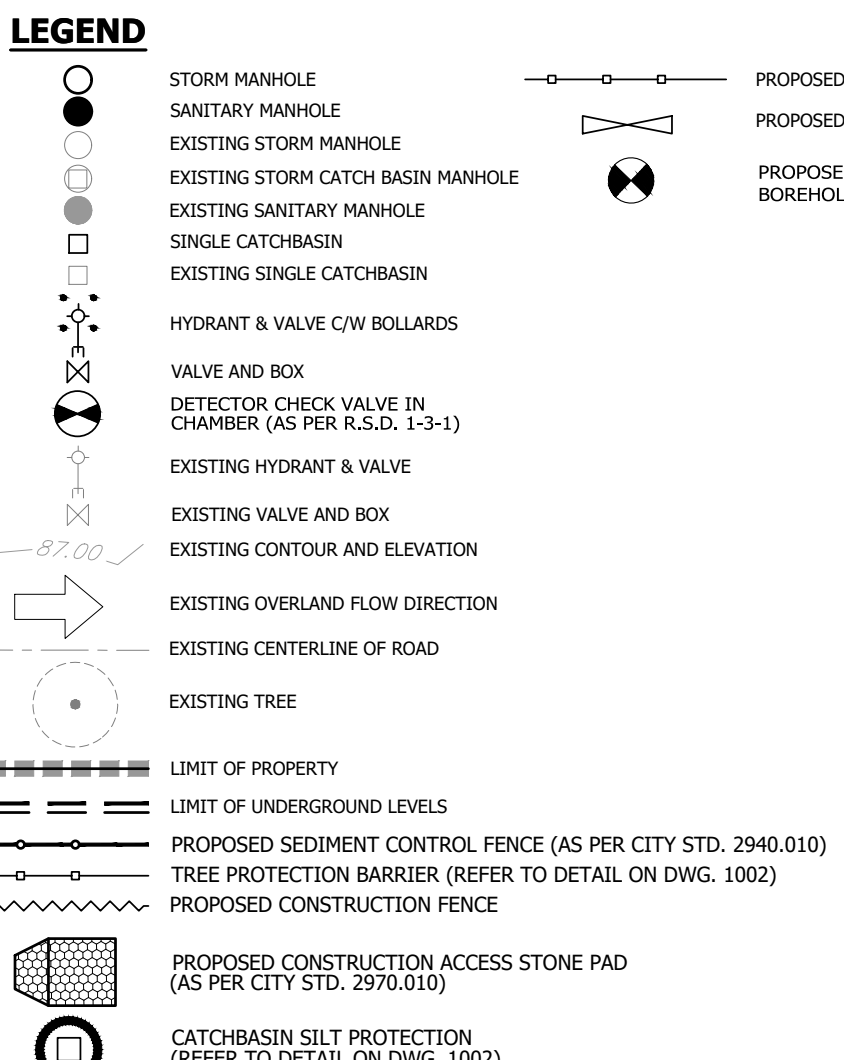 LEGEND
STORM MANHOLE
SANITARY MANHOLE
EXISTING STORM MANHOLE
EXISTING STORM CATCH BASIN MANHOLE
EXISTING SANITARY MANHOLE
SINGLE CATCHBASIN
EXISTING SINGLE CATCHBASIN
HYDRANT & VALVE C/W BOLLARDS
VALVE AND BOX
DETECTOR CHECK VALVE IN
CHAMBER (AS PER R.S.D. 1-3-1)
EXISTING HYDRANT & VALVE
EXISTING VALVE AND BOX
87.00
EXISTING CONTOUR AND ELEVATION
EXISTING OVERLAND FLOW DIRECTION
EXISTING CENTERLINE OF ROAD
EXISTING TREE
LIMIT OF PROPERTY
LIMIT OF UNDERGROUND LEVELS
PROPOSED SEDIMENT CONTROL FENCE (AS PER CITY STD. 2940.010)
TREE PROTECTION BARRIER (REFER TO DETAIL ON DWG. 1002)
PROPOSED CONSTRUCTION FENCE
PROPOSED CONSTRUCTION ACCESS STONE PAD
(AS PER CITY STD. 2970.010)
CATCHBASIN SILT PROTECTION
(REFER TO DETAIL ON DWG. 1002)
PROPOSED
PROPOSED
PROPOSE
BOREHOL